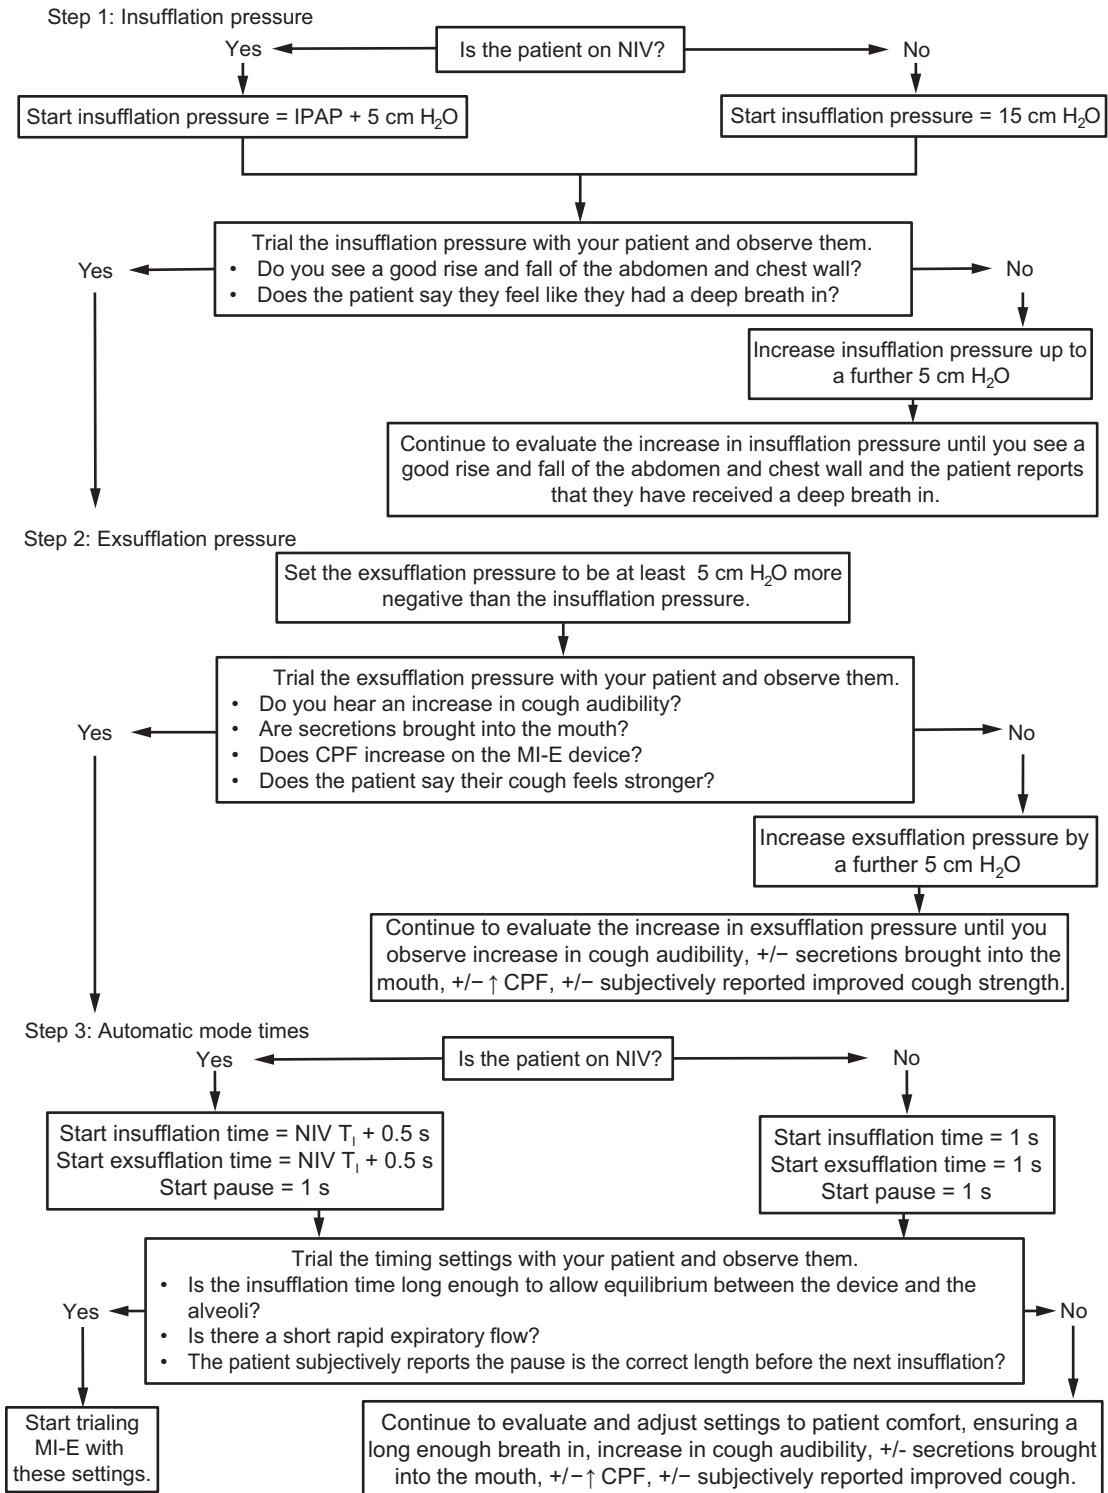 Step 1: Insufflation pressure
Yes
Is the patient on NIV?
No
Start insufflation pressure = IPAP + 5 cm H₂O
Start insufflation pressure = 15 cm H₂O
Trial the insufflation pressure with your patient and observe them.
• Do you see a good rise and fall of the abdomen and chest wall?
• Does the patient say they feel like they had a deep breath in?
Yes
No
Increase insufflation pressure up to
a further 5 cm H₂O
Continue to evaluate the increase in insufflation pressure until you see a
good rise and fall of the abdomen and chest wall and the patient reports
that they have received a deep breath in.
Step 2: Exsufflation pressure
Set the exsufflation pressure to be at least 5 cm H₂O more
negative than the insufflation pressure.
Trial the exsufflation pressure with your patient and observe them.
• Do you hear an increase in cough audibility?
• Are secretions brought into the mouth?
• Does CPF increase on the MI-E device?
• Does the patient say their cough feels stronger?
Yes
No
Increase exsufflation pressure by
a further 5 cm H₂O
Continue to evaluate the increase in exsufflation pressure until you
observe increase in cough audibility, +/− secretions brought into the
mouth, +/− ↑ CPF, +/− subjectively reported improved cough strength.
Step 3: Automatic mode times
Yes
Is the patient on NIV?
No
Start insufflation time = NIV Tı + 0.5 s
Start exsufflation time = NIV Tı + 0.5 s
Start pause = 1 s
Start insufflation time = 1 s
Start exsufflation time = 1 s
Start pause = 1 s
Trial the timing settings with your patient and observe them.
• Is the insufflation time long enough to allow equilibrium between the device and the
alveoli?
• Is there a short rapid expiratory flow?
• The patient subjectively reports the pause is the correct length before the next insufflation?
Yes
No
Start trialing
MI-E with
these settings.
Continue to evaluate and adjust settings to patient comfort, ensuring a
long enough breath in, increase in cough audibility, +/- secretions brought
into the mouth, +/−↑ CPF, +/− subjectively reported improved cough.